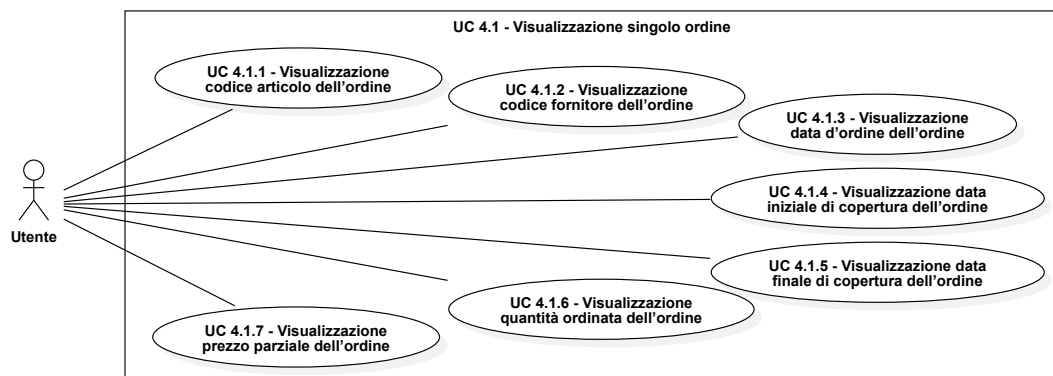 UC 4.1 - Visualizzazione singolo ordine
UC 4.1.1 - Visualizzazione
codice articolo dell'ordine
UC 4.1.2 - Visualizzazione
codice fornitore dell'ordine
UC 4.1.3 - Visualizzazione
data d'ordine dell'ordine
UC 4.1.4 - Visualizzazione data
iniziale di copertura dell'ordine
Utente
UC 4.1.5 - Visualizzazione data
finale di copertura dell'ordine
UC 4.1.6 - Visualizzazione
quantità ordinata dell'ordine
UC 4.1.7 - Visualizzazione
prezzo parziale dell'ordine